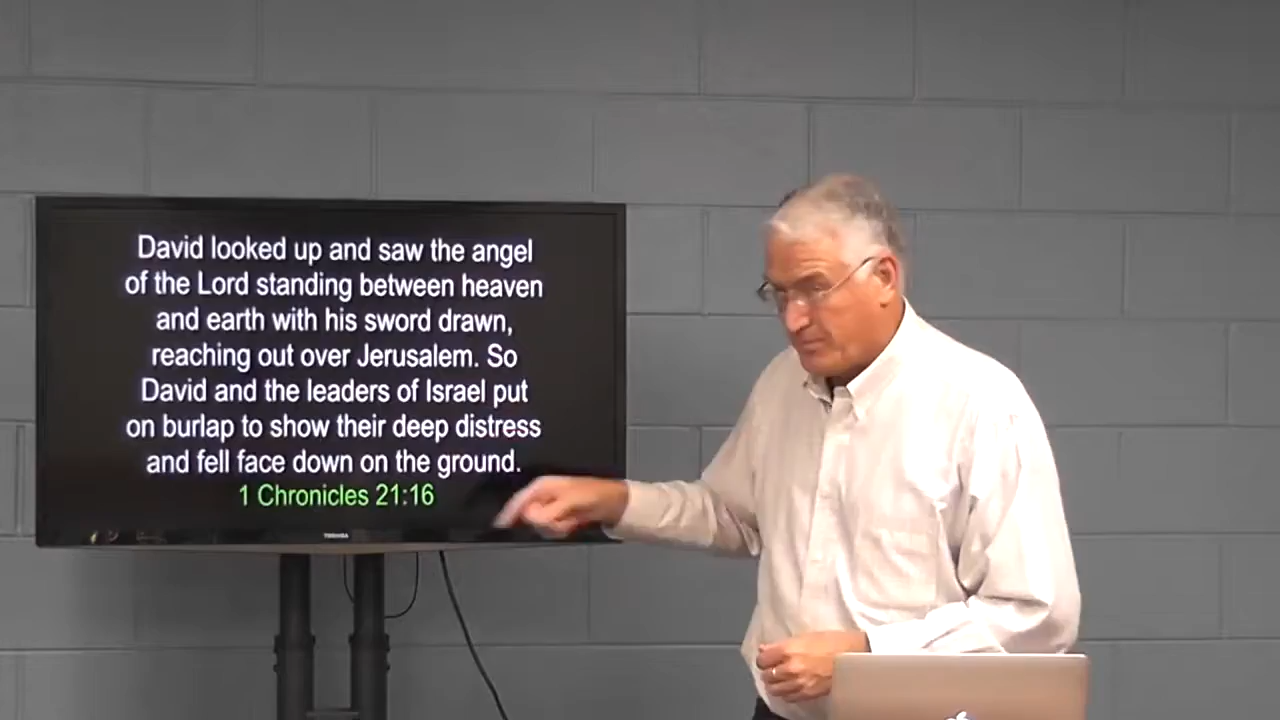 David looked up and saw the angel
of the Lord standing between heaven
and earth with his sword drawn,
reaching out over Jerusalem. So
David and the leaders of Israel put
on burlap to show their deep distress
and fell face down on the ground.
1 Chronicles 21:16
TOSHIBA